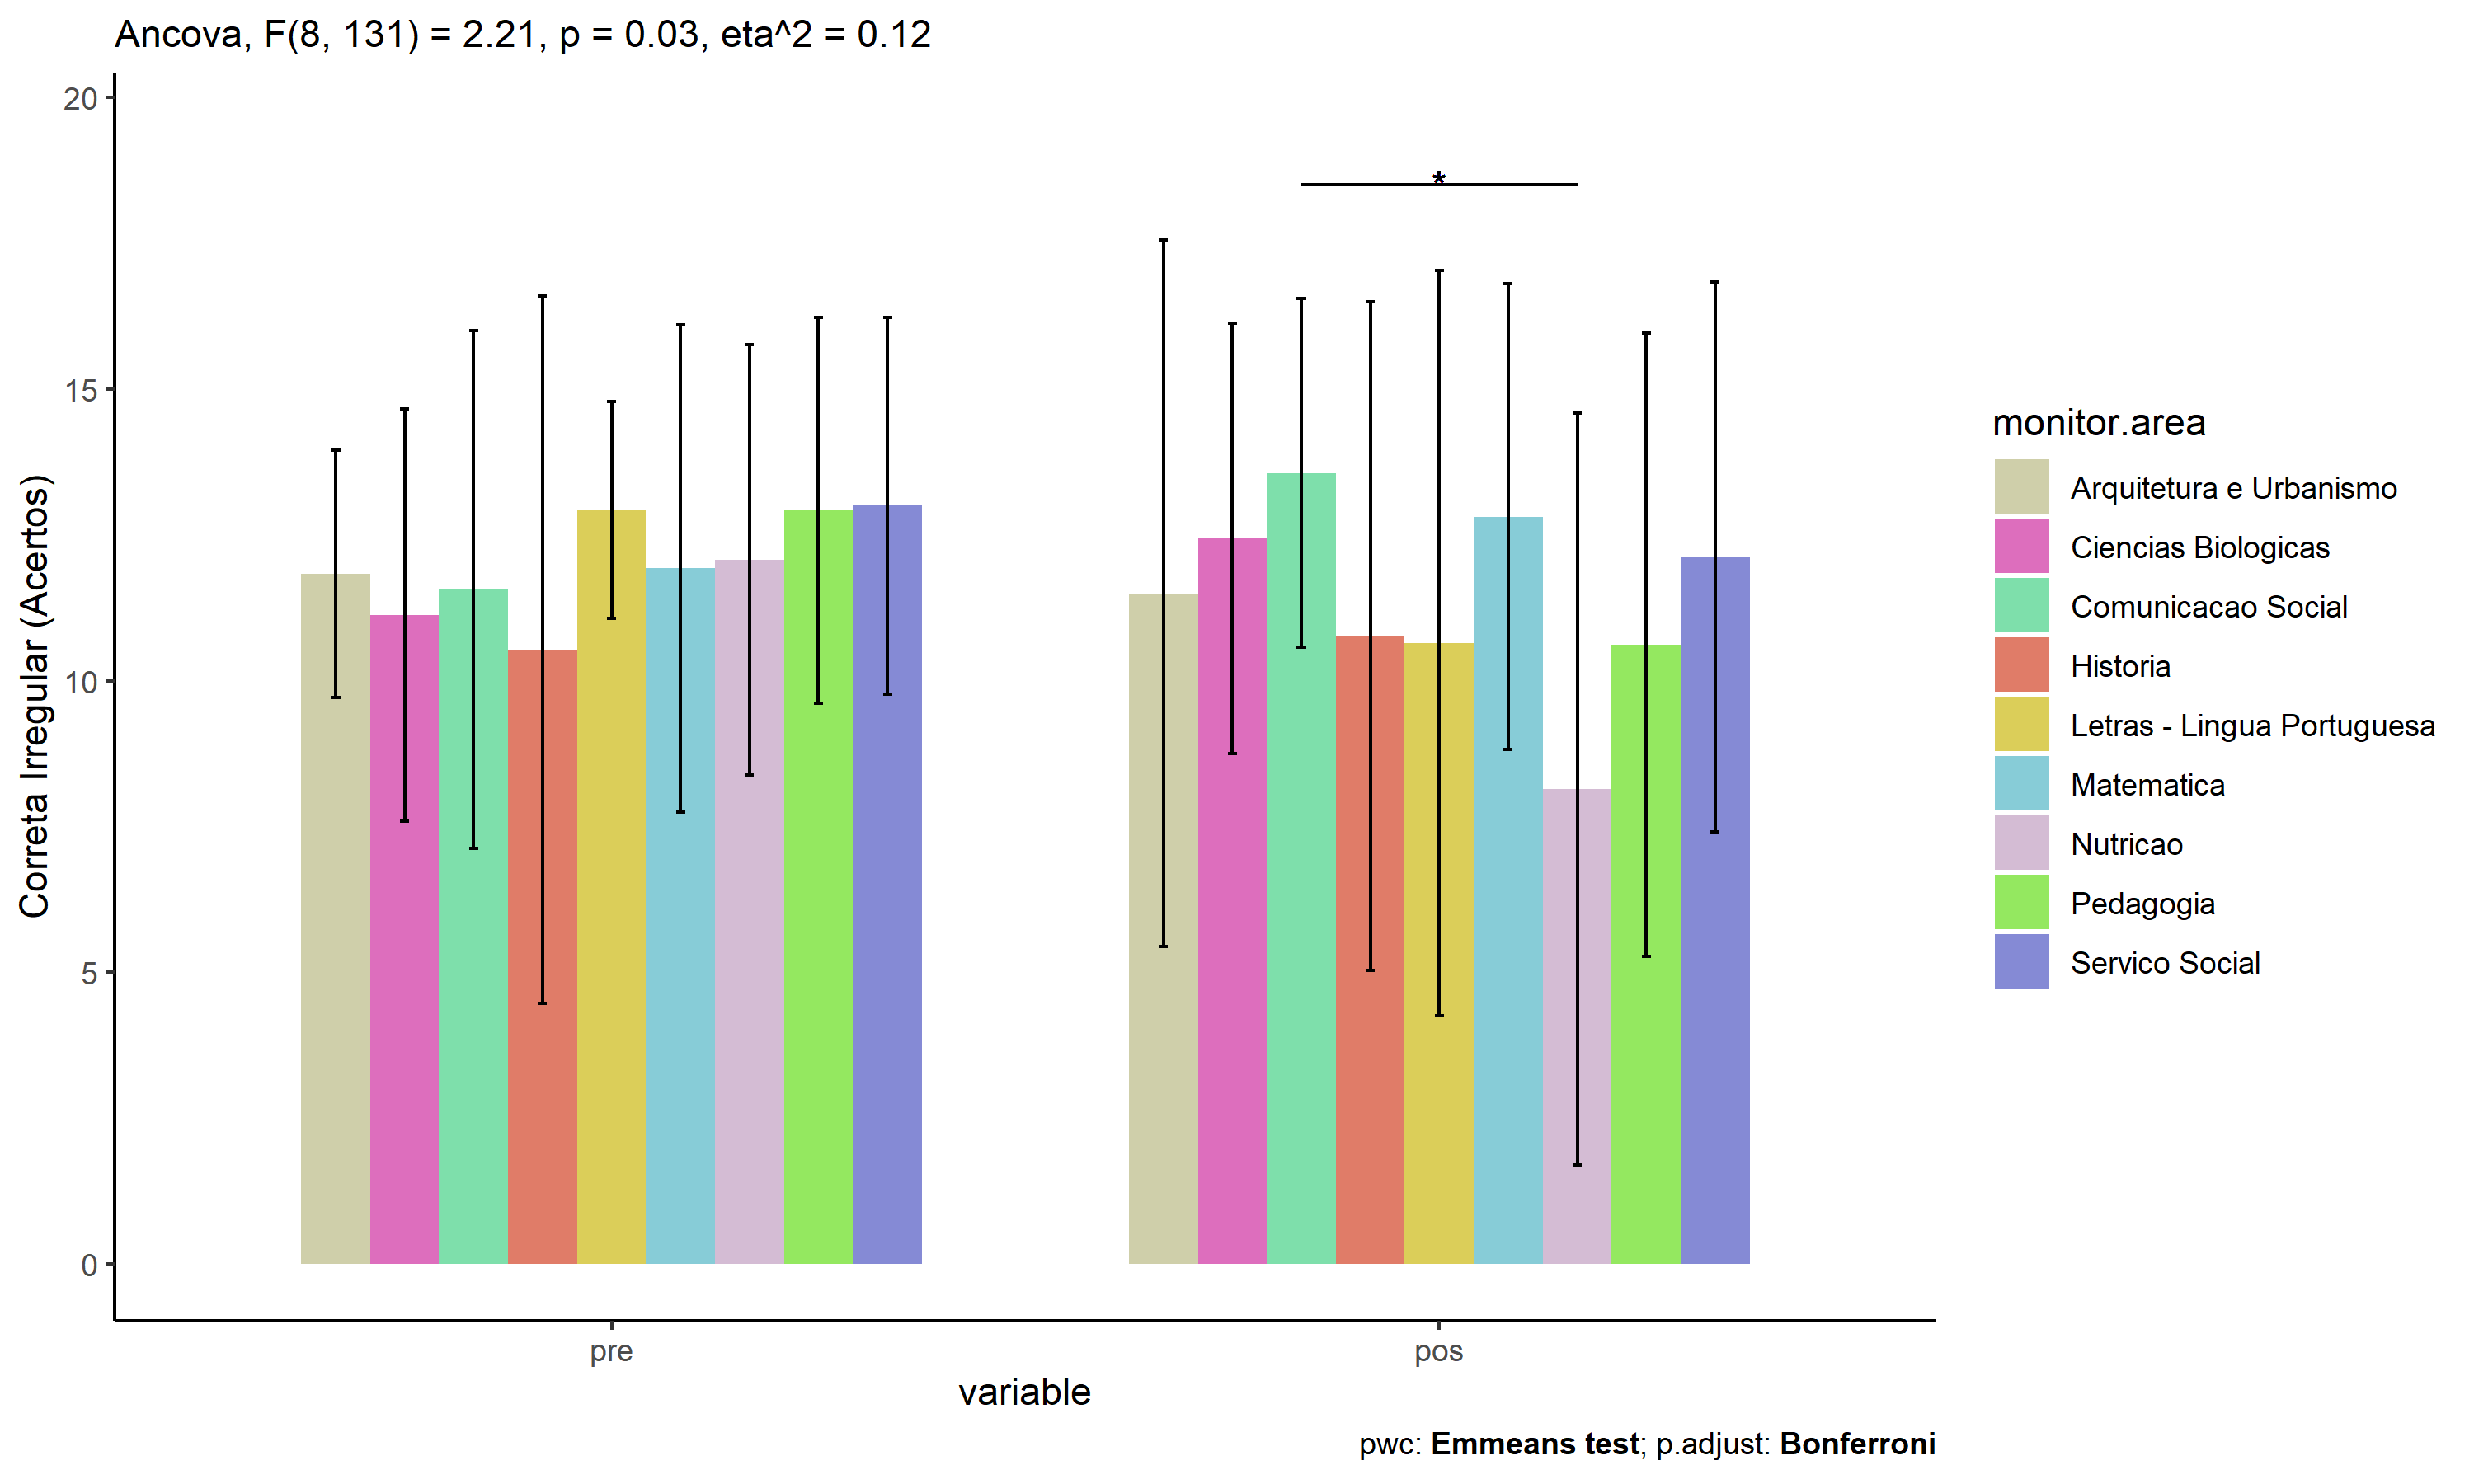 Ancova, F(8, 131) = 2.21, p = 0.03, eta^2 = 0.12
Correta Irregular (Acertos)
20
15
10
5
0
*
pre
pos
variable
monitor.area
Arquitetura e Urbanismo
Ciencias Biologicas
Comunicacao Social
Historia
Letras - Lingua Portuguesa
Matematica
Nutricao
Pedagogia
Servico Social
pwc: Emmeans test; p.adjust: Bonferroni